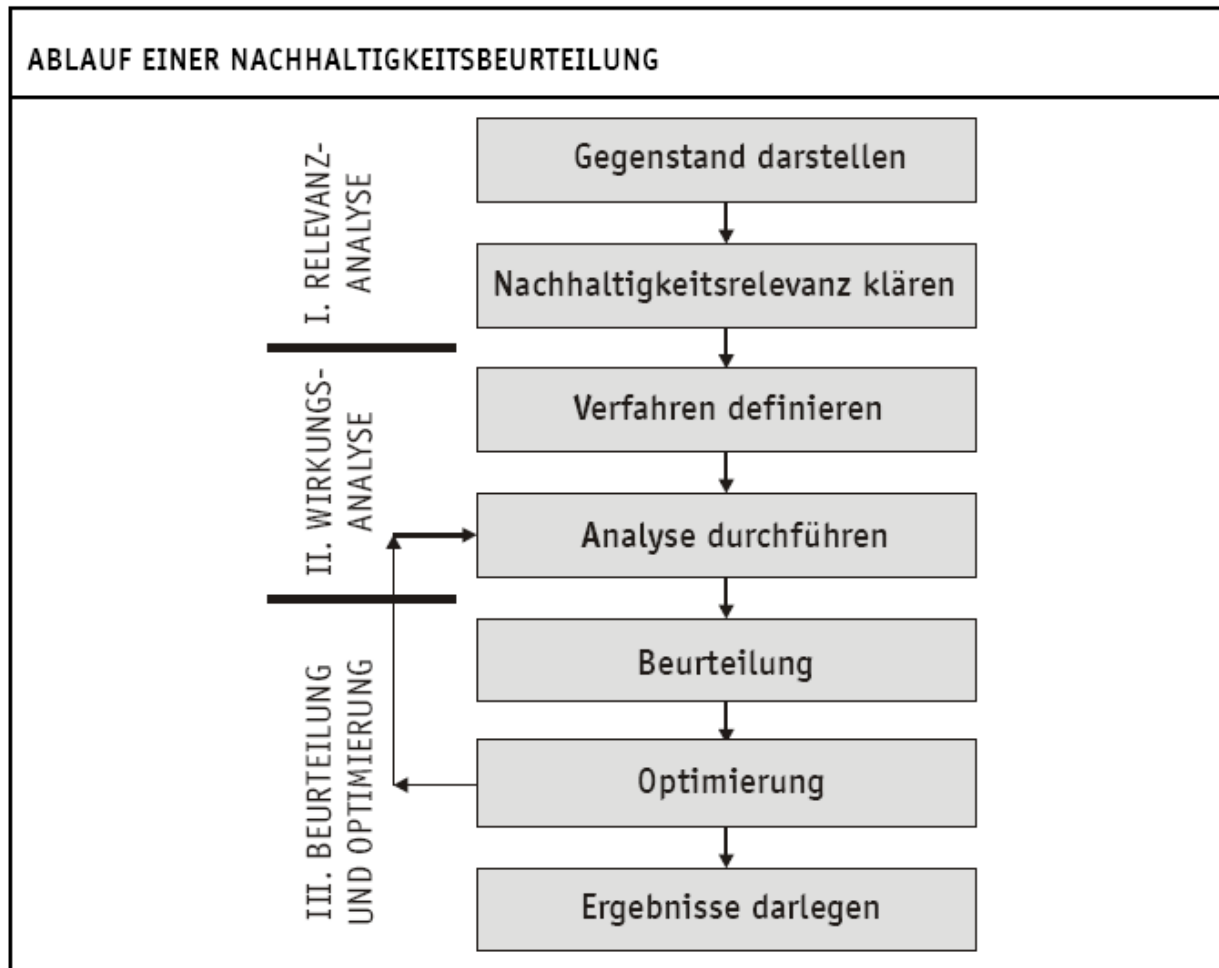 ABLAUF EINER NACHHALTIGKEITSBEURTEILUNG
I. RELEVANZ-
ANALYSE
Gegenstand darstellen
Nachhaltigkeitsrelevanz klären
II. WIRKUNGS-
ANALYSE
Verfahren definieren
Analyse durchführen
III. BEURTEILUNG
UND OPTIMIERUNG
Beurteilung
Optimierung
Ergebnisse darlegen